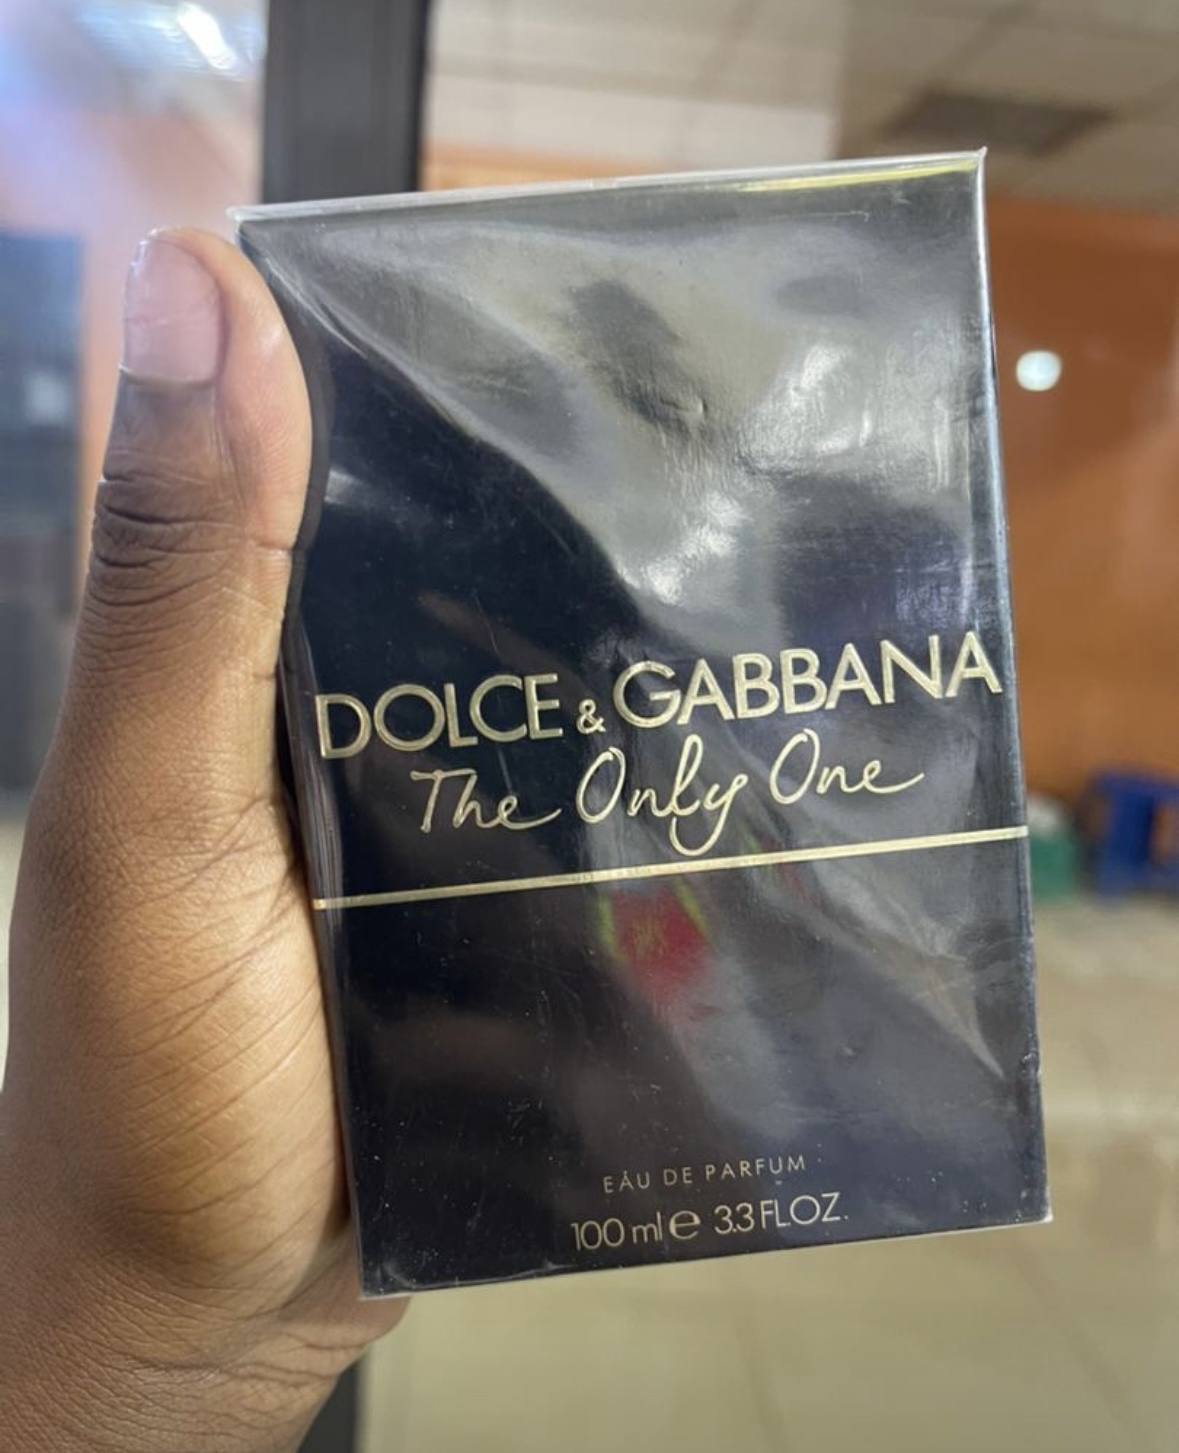 DOLCE & GABBANA
The Only One
EAU DE PARFUM
100 ml e 3.3 FL.OZ.